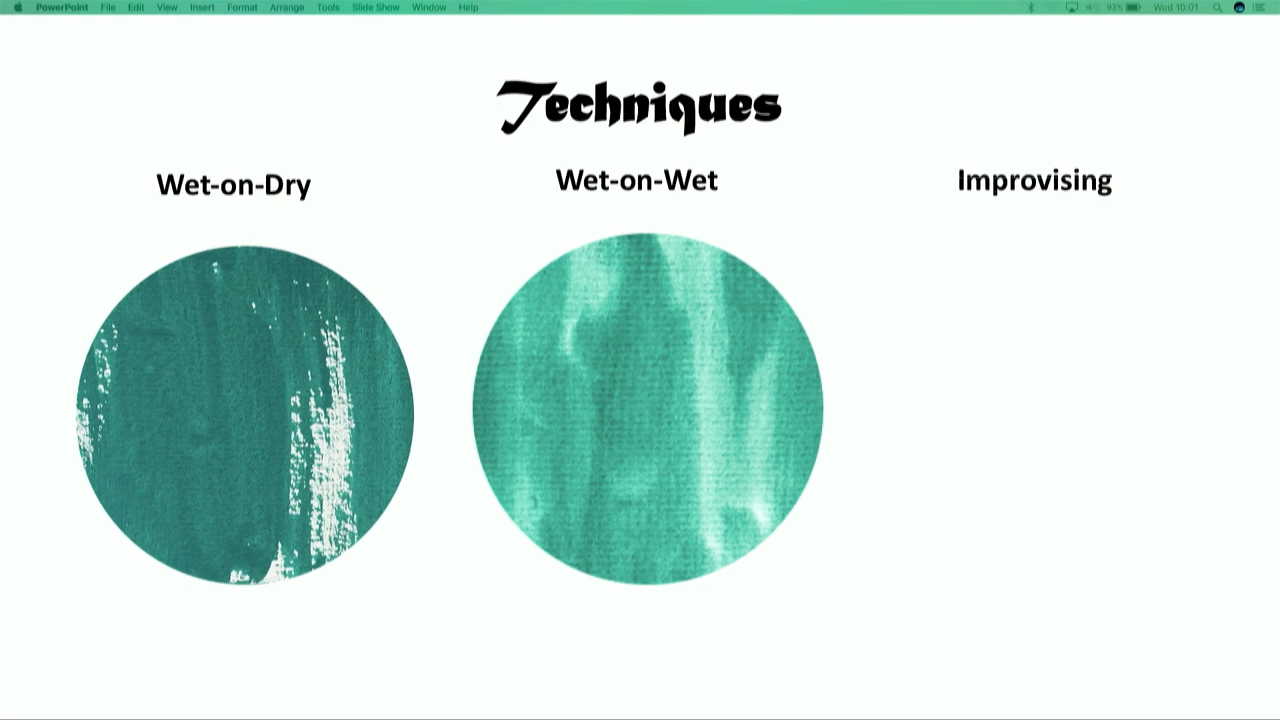 PowerPoint File Edit View Insert Format Arrange Tools Slide Show Window Help 93% Wed 10:01
Techniques
Wet-on-Dry
Wet-on-Wet
Improvising